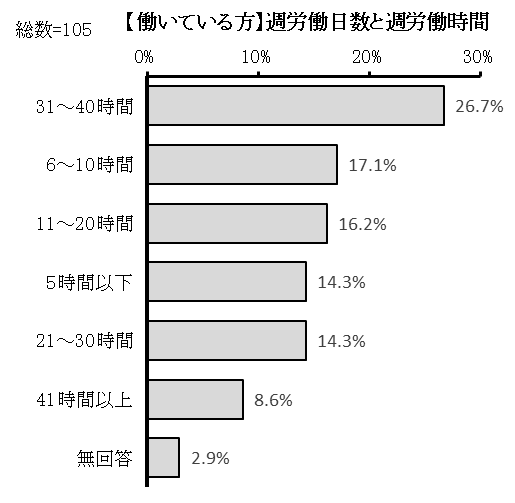 【働いている方】週労働日数と週労働時間
総数=105
0% 10% 20% 30%
31～40時間 26.7%
6～10時間 17.1%
11～20時間 16.2%
5時間以下 14.3%
21～30時間 14.3%
41時間以上 8.6%
無回答 2.9%